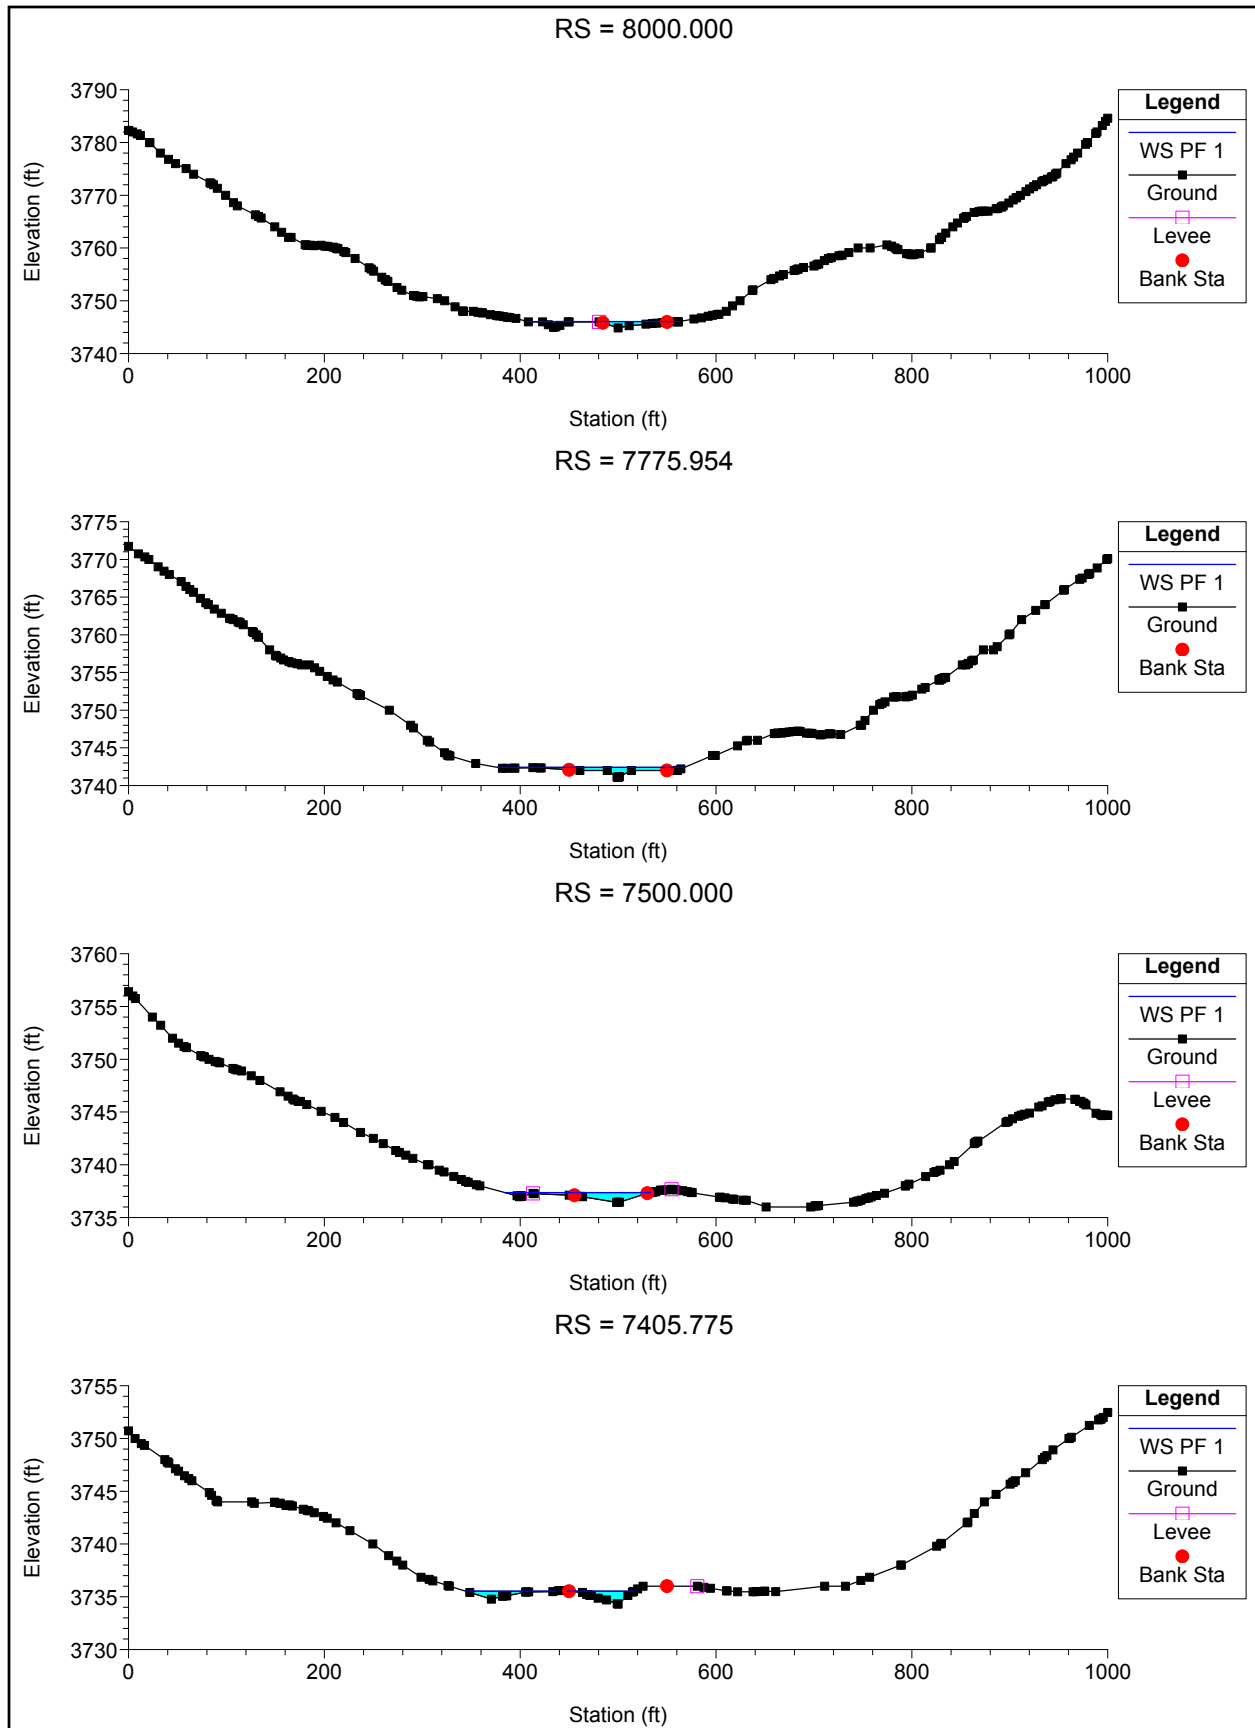 RS = 8000.000
Elevation (ft)
3790
3780
3770
3760
3750
3740
0 200 400 600 800 1000
Station (ft)
Legend
WS PF 1
Ground
Levee
Bank Sta
RS = 7775.954
Elevation (ft)
3775
3770
3765
3760
3755
3750
3745
3740
0 200 400 600 800 1000
Station (ft)
Legend
WS PF 1
Ground
Bank Sta
RS = 7500.000
Elevation (ft)
3760
3755
3750
3745
3740
3735
0 200 400 600 800 1000
Station (ft)
Legend
WS PF 1
Ground
Levee
Bank Sta
RS = 7405.775
Elevation (ft)
3755
3750
3745
3740
3735
3730
0 200 400 600 800 1000
Station (ft)
Legend
WS PF 1
Ground
Levee
Bank Sta